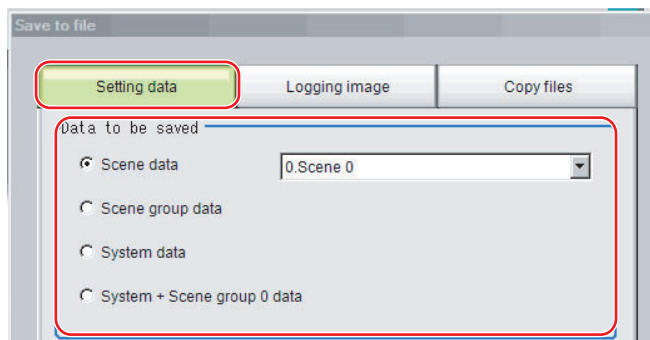 Save to file
Setting data Logging image Copy files
Data to be saved
Scene data 0.Scene 0
Scene group data
System data
System + Scene group 0 data